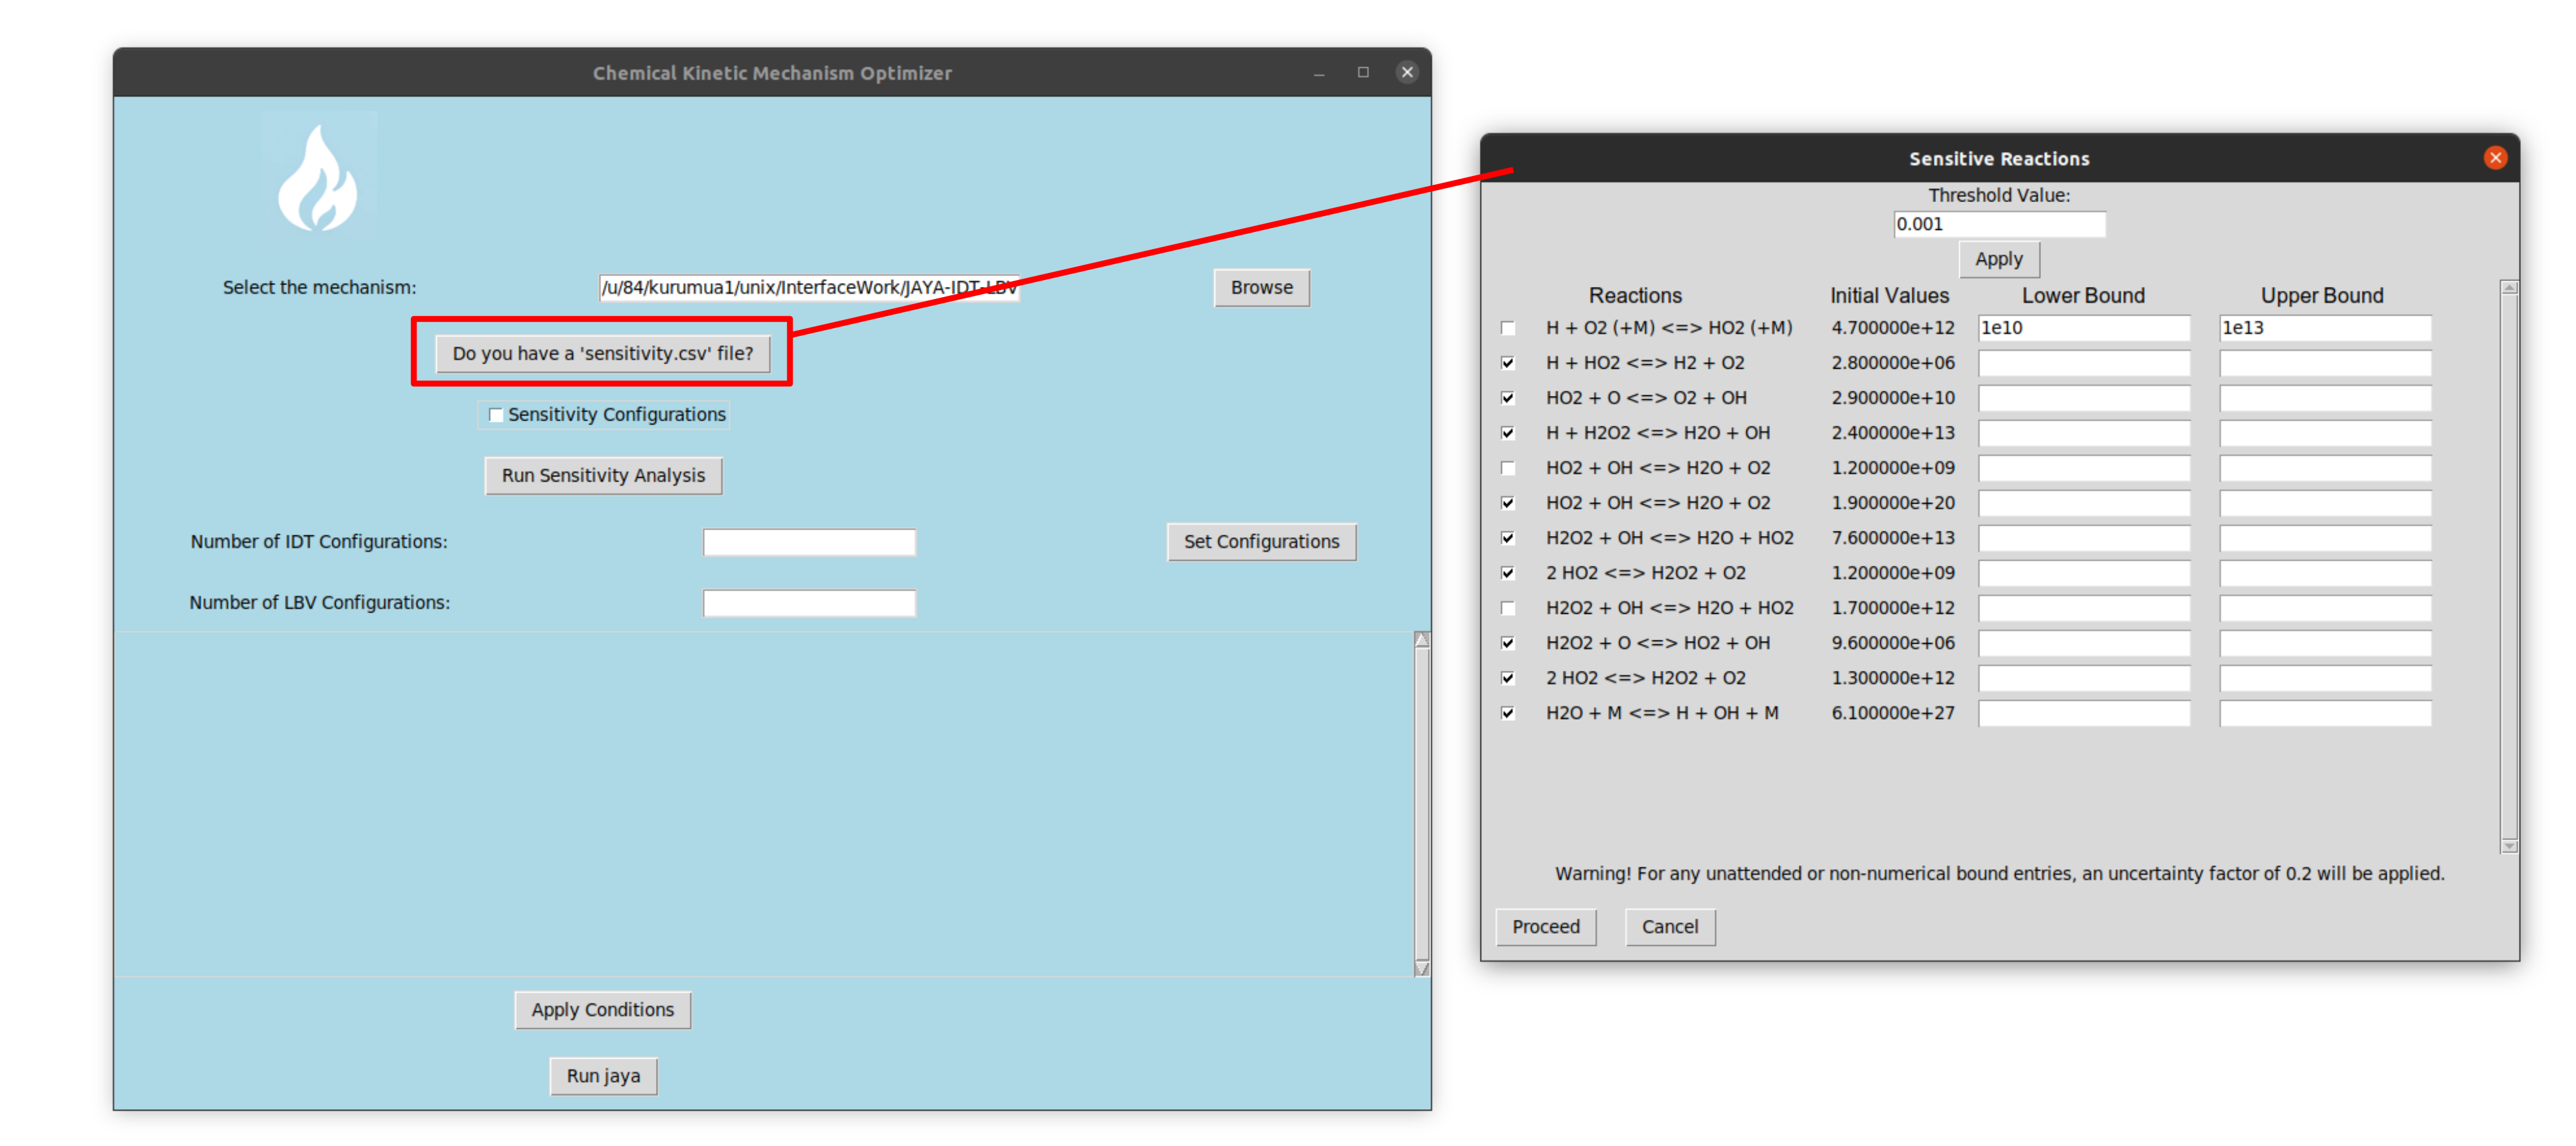 Chemical Kinetic Mechanism Optimizer
Select the mechanism: /u/84/kurumua1/unix/InterfaceWork/JAYA-IDT-LBV Browse
Do you have a 'sensitivity.csv' file?
Sensitivity Configurations
Run Sensitivity Analysis
Number of IDT Configurations: Set Configurations
Number of LBV Configurations:
Apply Conditions
Run jaya
Sensitive Reactions
Threshold Value:
0.001
Apply
Reactions Initial Values Lower Bound Upper Bound
H + O2 (+M) <=> HO2 (+M) 4.700000e+12 1e10 1e13
H + HO2 <=> H2 + O2 2.800000e+06
HO2 + O <=> O2 + OH 2.900000e+10
H + H2O2 <=> H2O + OH 2.400000e+13
HO2 + OH <=> H2O + O2 1.200000e+09
HO2 + OH <=> H2O + O2 1.900000e+20
H2O2 + OH <=> H2O + HO2 7.600000e+13
2 HO2 <=> H2O2 + O2 1.200000e+09
H2O2 + OH <=> H2O + HO2 1.700000e+12
H2O2 + O <=> HO2 + OH 9.600000e+06
2 HO2 <=> H2O2 + O2 1.300000e+12
H2O + M <=> H + OH + M 6.100000e+27
Warning! For any unattended or non-numerical bound entries, an uncertainty factor of 0.2 will be applied.
Proceed Cancel